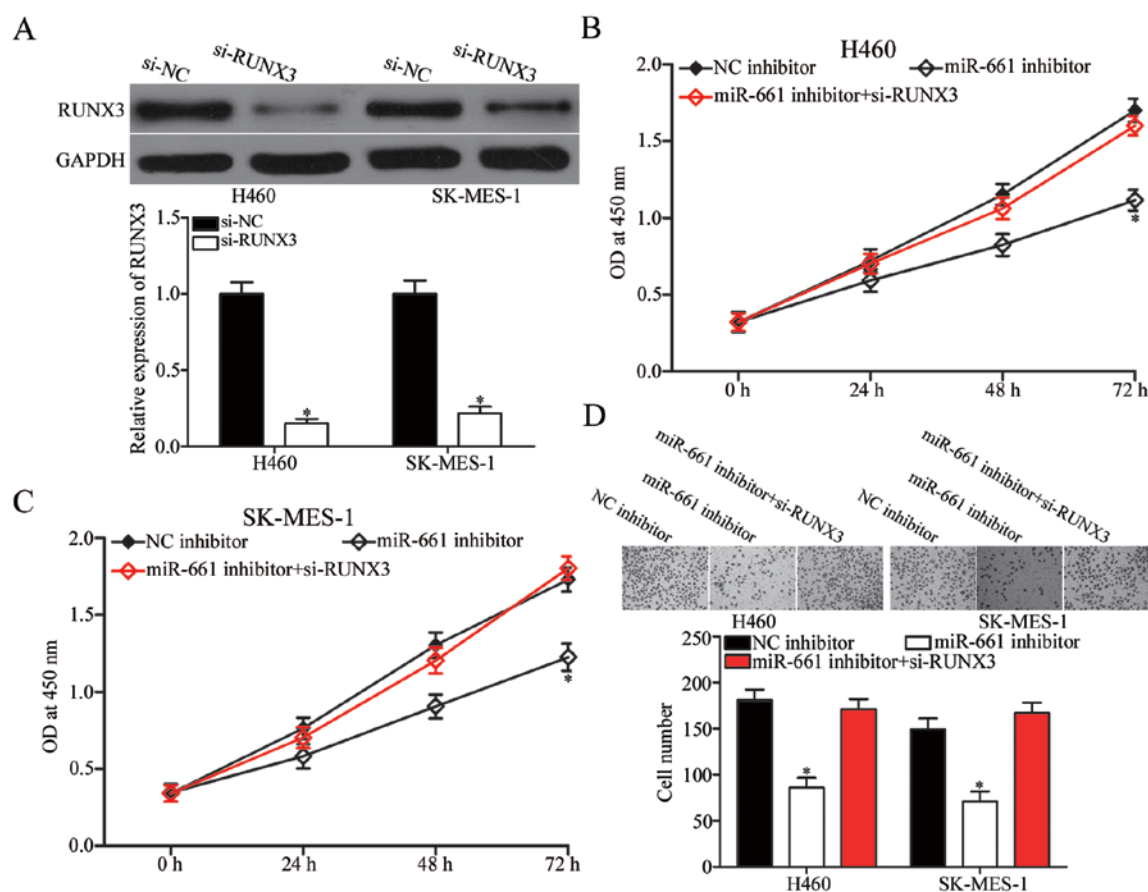 A
si-NC
si-RUNX3
si-NC
si-RUNX3
RUNX3
GAPDH
H460
SK-MES-1
Relative expression of RUNX3
1.5
1.0
0.5
0.0
si-NC
si-RUNX3
*
*
H460
SK-MES-1
B
H460
NC inhibitor
miR-661 inhibitor
miR-661 inhibitor+si-RUNX3
OD at 450 nm
2.0
1.5
1.0
0.5
0.0
*
0 h
24 h
48 h
72 h
C
SK-MES-1
NC inhibitor
miR-661 inhibitor
miR-661 inhibitor+si-RUNX3
OD at 450 nm
2.0
1.5
1.0
0.5
0.0
*
0 h
24 h
48 h
72 h
D
NC inhibitor
miR-661 inhibitor
miR-661 inhibitor+si-RUNX3
NC inhibitor
miR-661 inhibitor
miR-661 inhibitor+si-RUNX3
H460
SK-MES-1
NC inhibitor
miR-661 inhibitor
miR-661 inhibitor+si-RUNX3
Cell number
250
200
150
100
50
0
*
*
H460
SK-MES-1